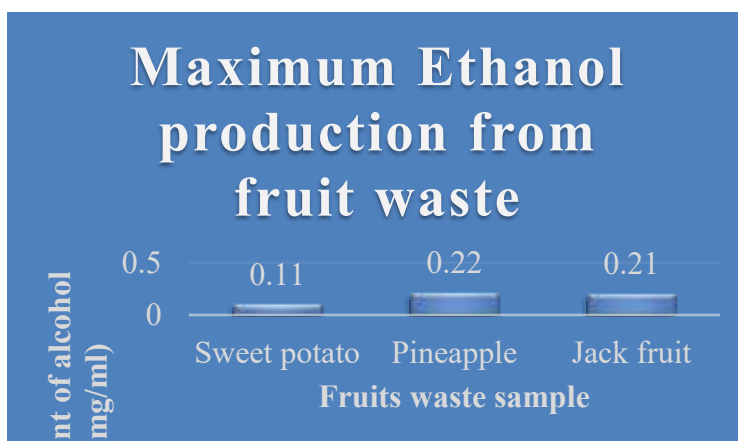 Maximum Ethanol
production from
fruit waste
0.5
0
0.11
0.22
0.21
Sweet potato
Pineapple
Jack fruit
Fruits waste sample
of alcohol
mg/ml)